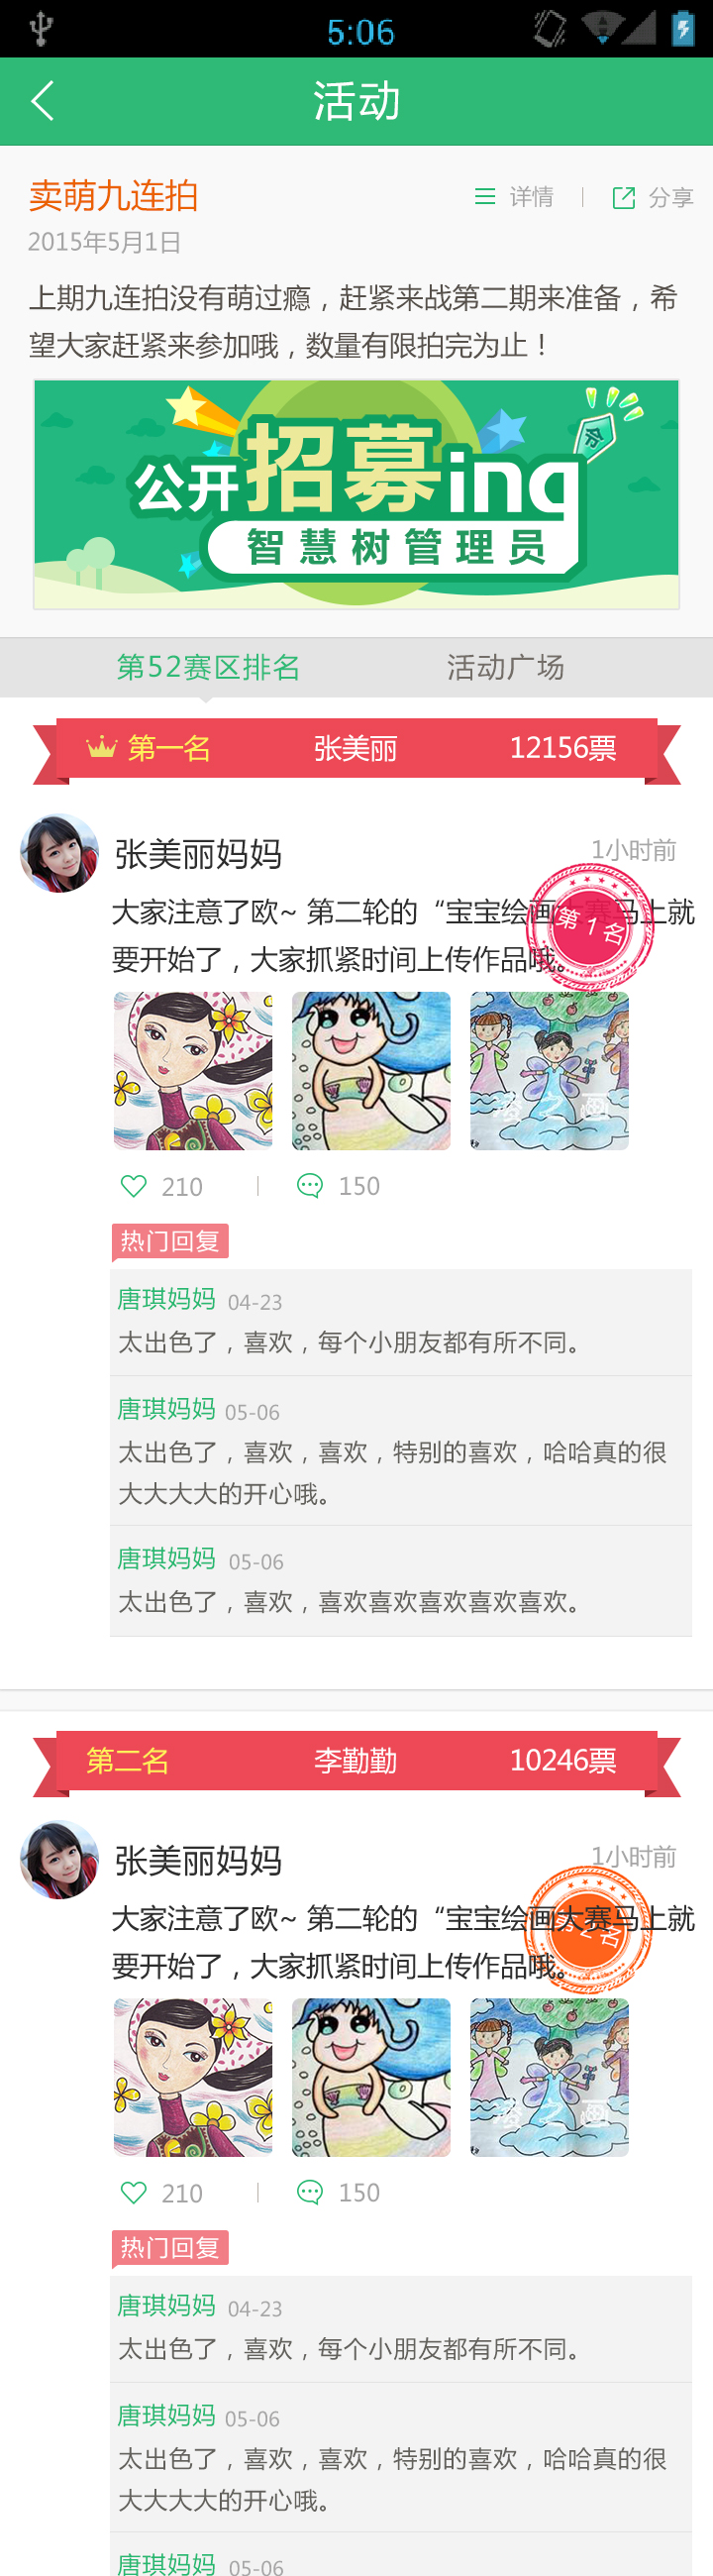 5:06
活动
卖萌九连拍
详情
分享
2015年5月1日
上期九连拍没有萌过瘾，赶紧来战第二期来准备，希
望大家赶紧来参加哦，数量有限拍完为止！
公开招募ing
智慧树管理员
第52赛区排名
活动广场
第一名 张美丽 12156票
张美丽妈妈
1小时前
大家注意了欧~ 第二轮的“宝宝绘画大赛马上就
要开始了，大家抓紧时间上传作品哦。
第1名
210
150
热门回复
唐琪妈妈 04-23
太出色了，喜欢，每个小朋友都有所不同。
唐琪妈妈 05-06
太出色了，喜欢，喜欢，特别的喜欢，哈哈真的很
大大大大的开心哦。
唐琪妈妈 05-06
太出色了，喜欢，喜欢喜欢喜欢喜欢喜欢。
第二名 李勤勤 10246票
张美丽妈妈
1小时前
大家注意了欧~ 第二轮的“宝宝绘画大赛马上就
要开始了，大家抓紧时间上传作品哦。
第2名
210
150
热门回复
唐琪妈妈 04-23
太出色了，喜欢，每个小朋友都有所不同。
唐琪妈妈 05-06
太出色了，喜欢，喜欢，特别的喜欢，哈哈真的很
大大大大的开心哦。
唐琪妈妈 05-06